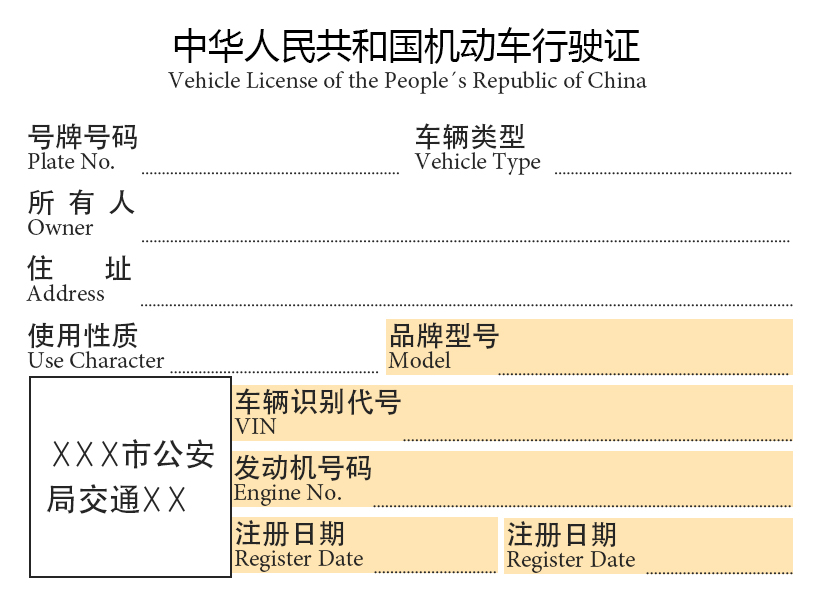 中华人民共和国机动车行驶证
Vehicle License of the People´s Republic of China
号牌号码 车辆类型
Plate No. Vehicle Type
所有人
Owner
住址
Address
使用性质 品牌型号
Use Character Model
车辆识别代号
VIN
XXX市公安
局交通XX
发动机号码
Engine No.
注册日期 注册日期
Register Date Register Date